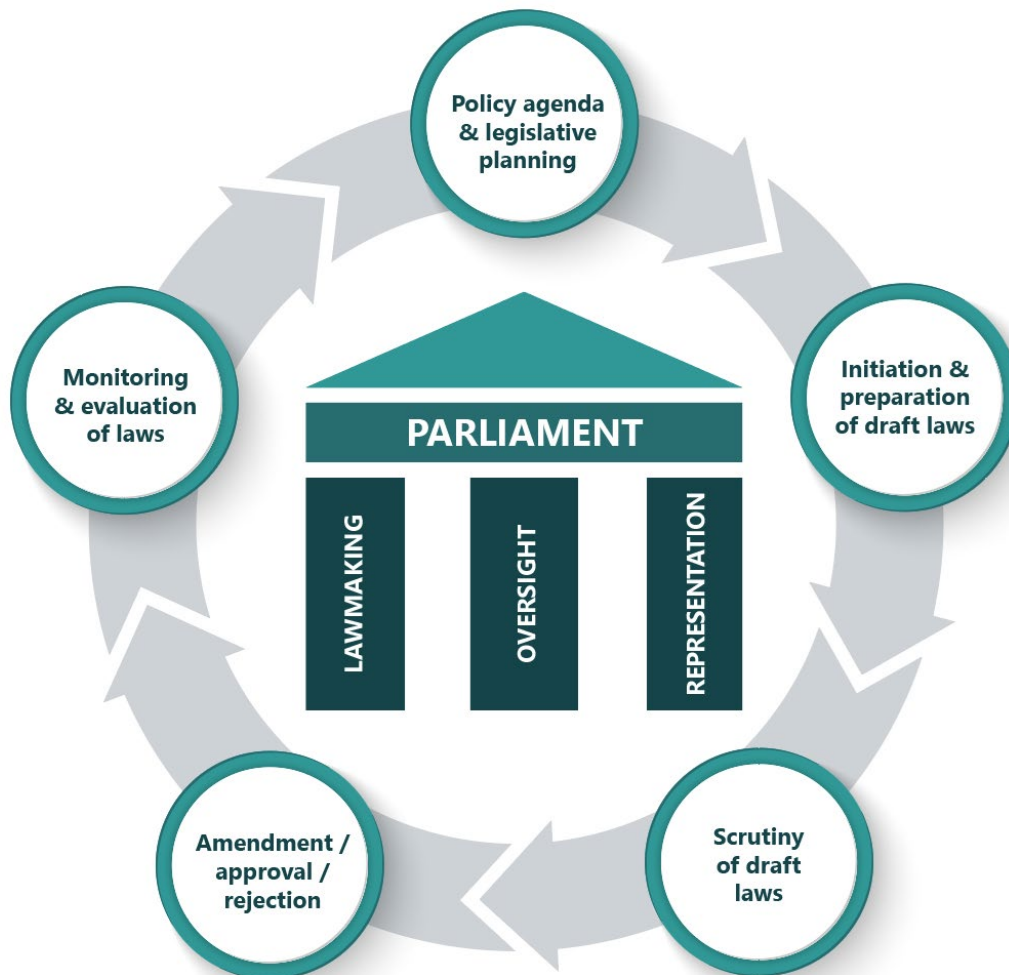 Policy agenda
& legislative
planning
Initiation &
preparation
of draft laws
Scrutiny
of draft
laws
Amendment /
approval /
rejection
Monitoring
& evaluation
of laws
PARLIAMENT
LAWMAKING
OVERSIGHT
REPRESENTATION